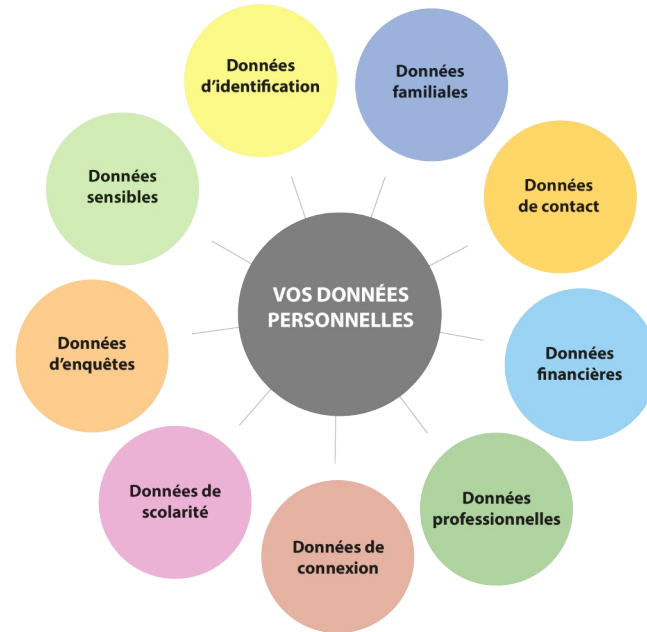 Données
d'identification
Données
familiales
Données
de contact
Données
financières
Données
professionnelles
Données de
connexion
Données de
scolarité
Données
d'enquêtes
Données
sensibles
VOS DONNÉES
PERSONNELLES